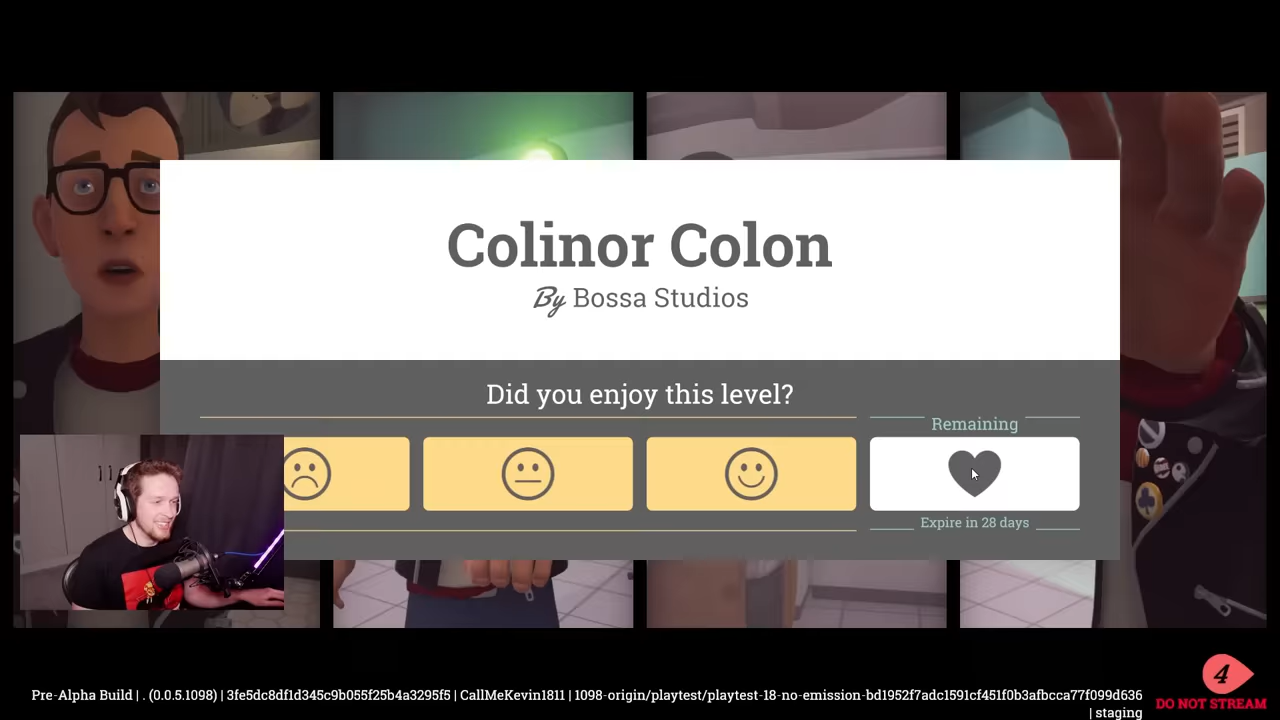 Colinor Colon
By Bossa Studios
Did you enjoy this level?
Remaining
Expire in 28 days
4
DO NOT STREAM
Pre-Alpha Build | . (0.0.5.1098) | 3fe5dc8df1d345c9b055f25b4a3295f5 | CallMeKevin1811 | 1098-origin/playtest/playtest-18-no-emission-bd1952f7adc1591cf451f0b3afbcca77f099d636
| staging